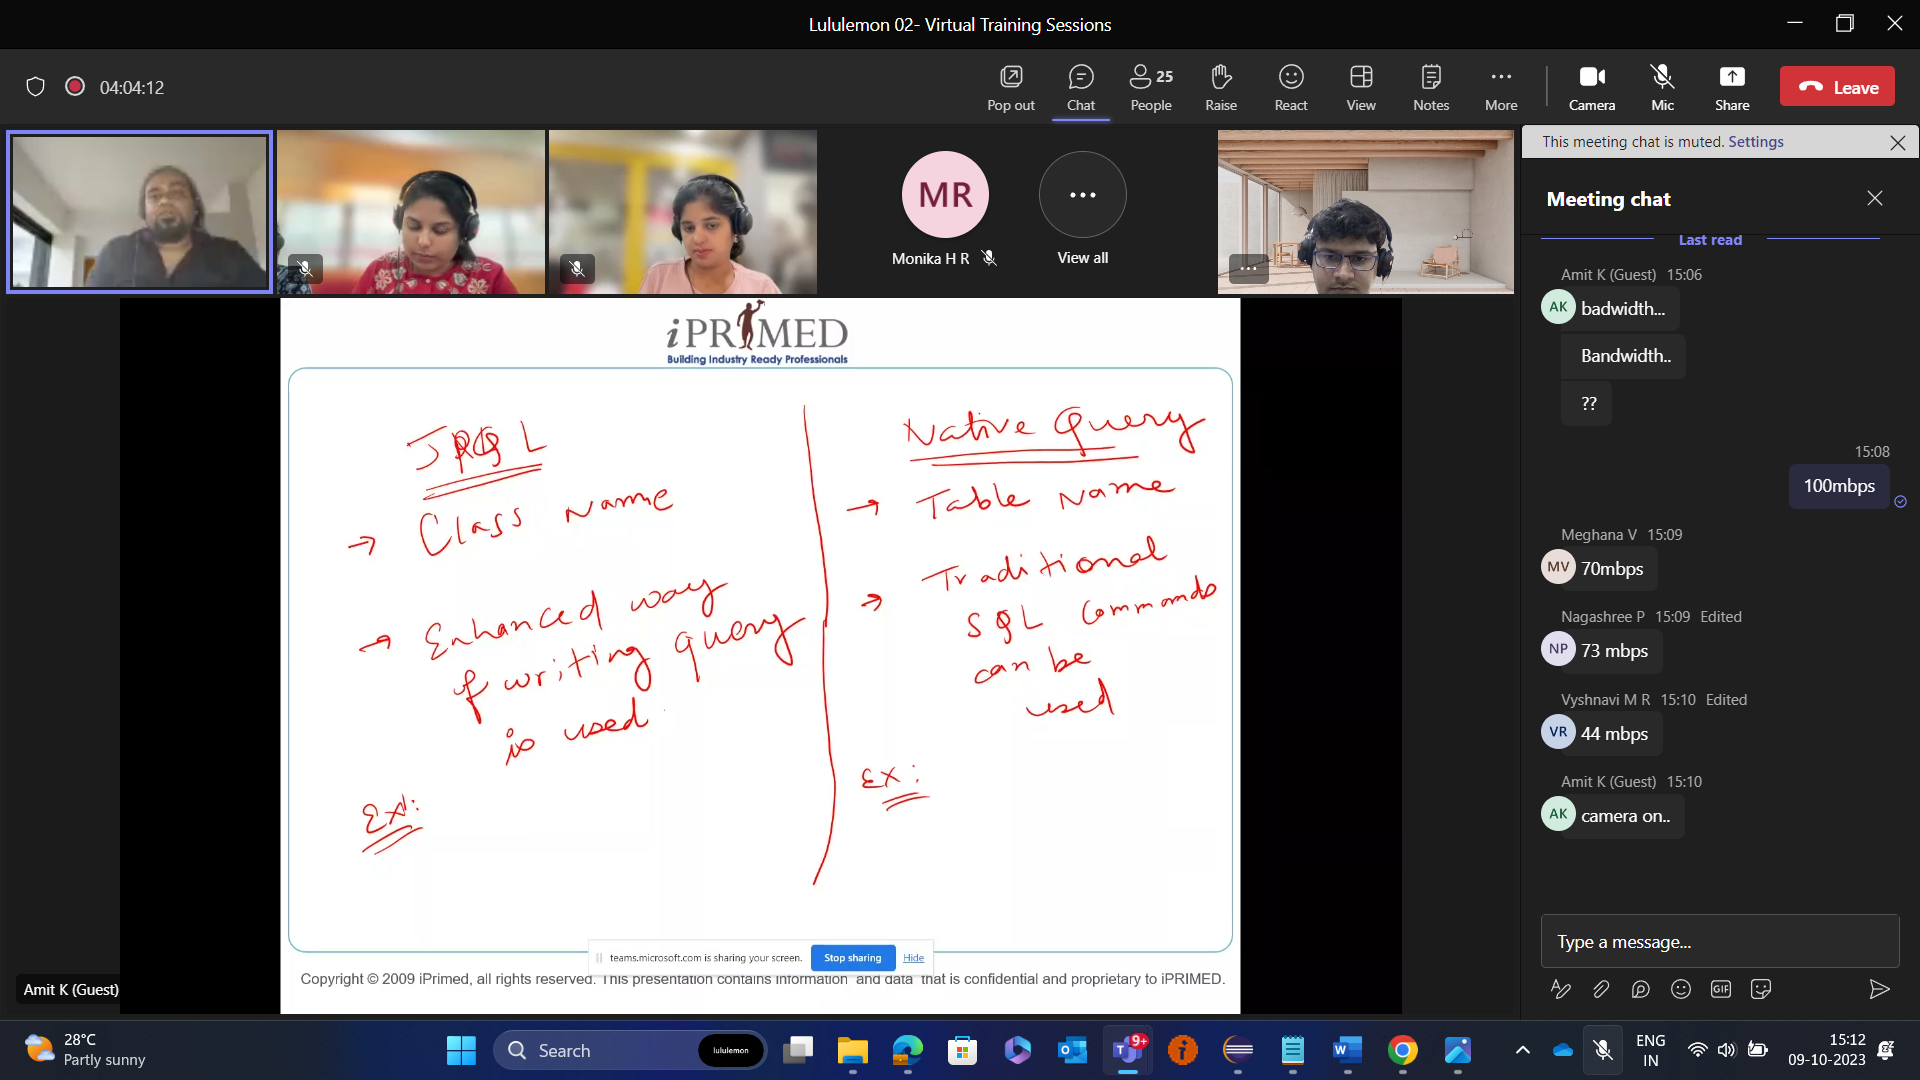 Lululemon 02- Virtual Training Sessions
04:04:12
Pop out
Chat
25
People
Raise
React
View
Notes
More
Camera
Mic
Share
Leave
MR
Monika H R
View all
iPRIMED
Building Industry Ready Professionals
JPQL
→ Class Name
→ Enhanced way
of writing query
is used
Ex:
Native Query
→ Table Name
→ Traditional
SQL Commands
can be
used
Ex:
teams.microsoft.com is sharing your screen.
Stop sharing
Hide
Copyright © 2009 iPrimed, all rights reserved. This presentation contains information and data that is confidential and proprietary to iPRIMED.
Amit K (Guest)
This meeting chat is muted. Settings
Meeting chat
Last read
Amit K (Guest) 15:06
AK
badwidth...
Bandwidth..
??
15:08
100mbps
Meghana V 15:09
MV
70mbps
Nagashree P 15:09 Edited
NP
73 mbps
Vyshnavi M R 15:10 Edited
VR
44 mbps
Amit K (Guest) 15:10
AK
camera on..
Type a message...
GIF
28°C
Partly sunny
Search
lululemon
9+
ENG
IN
15:12
09-10-2023